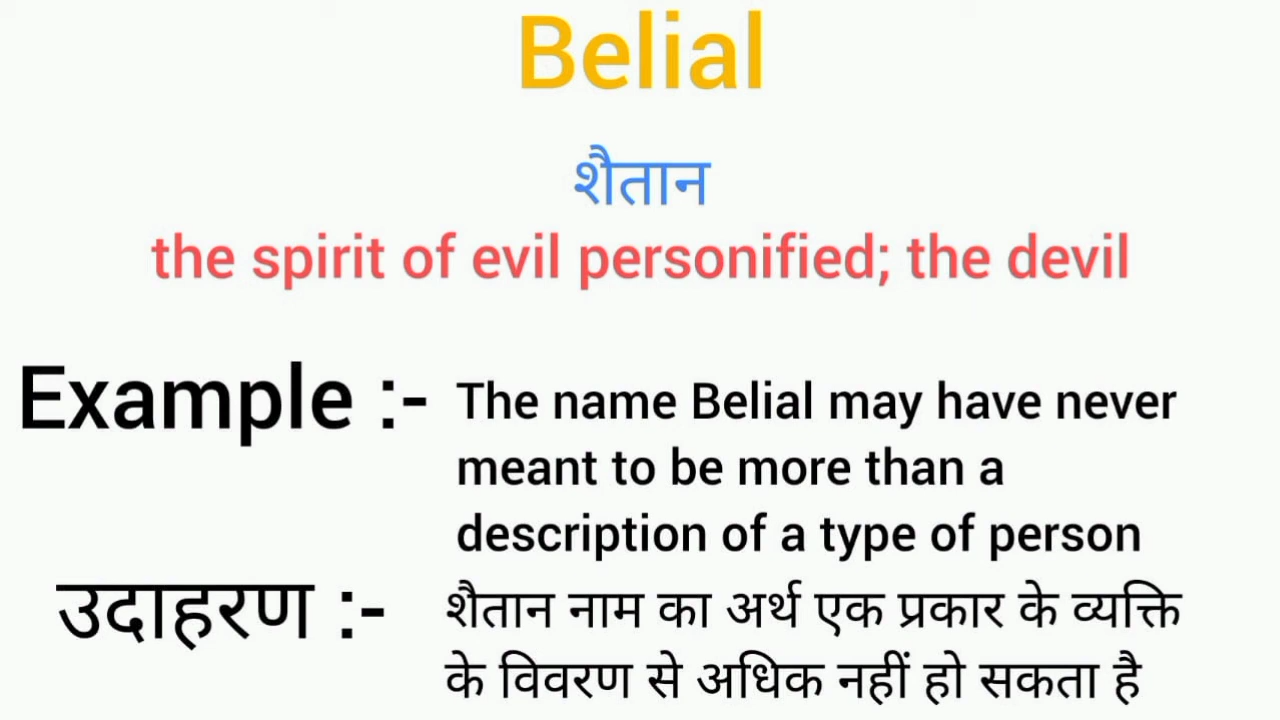 Belial
शैतान
the spirit of evil personified; the devil
Example :- The name Belial may have never
meant to be more than a
description of a type of person
उदाहरण :- शैतान नाम का अर्थ एक प्रकार के व्यक्ति
के विवरण से अधिक नहीं हो सकता है